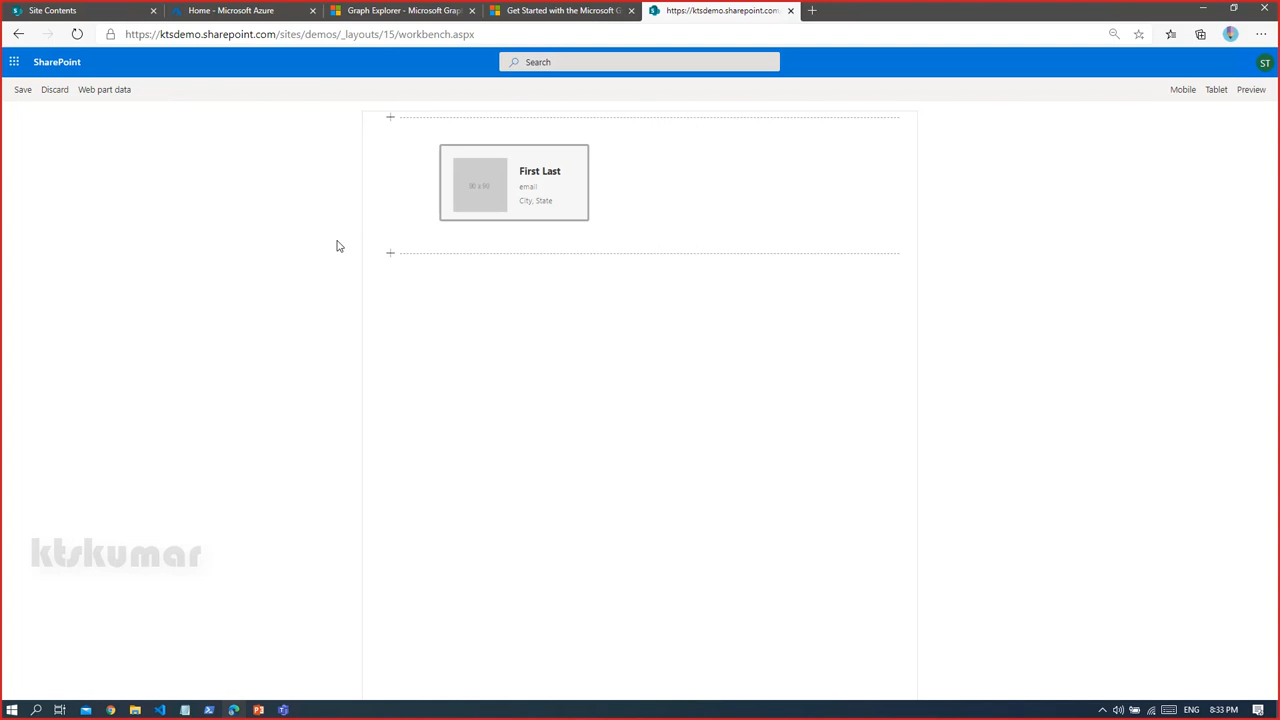 Site Contents
Home - Microsoft Azure
Graph Explorer - Microsoft Grap
Get Started with the Microsoft G
https://ktsdemo.sharepoint.com
https://ktsdemo.sharepoint.com/sites/demos/_layouts/15/workbench.aspx
SharePoint
Search
ST
Save
Discard
Web part data
Mobile
Tablet
Preview
First Last
email
City, State
ktskumar
ENG
8:33 PM